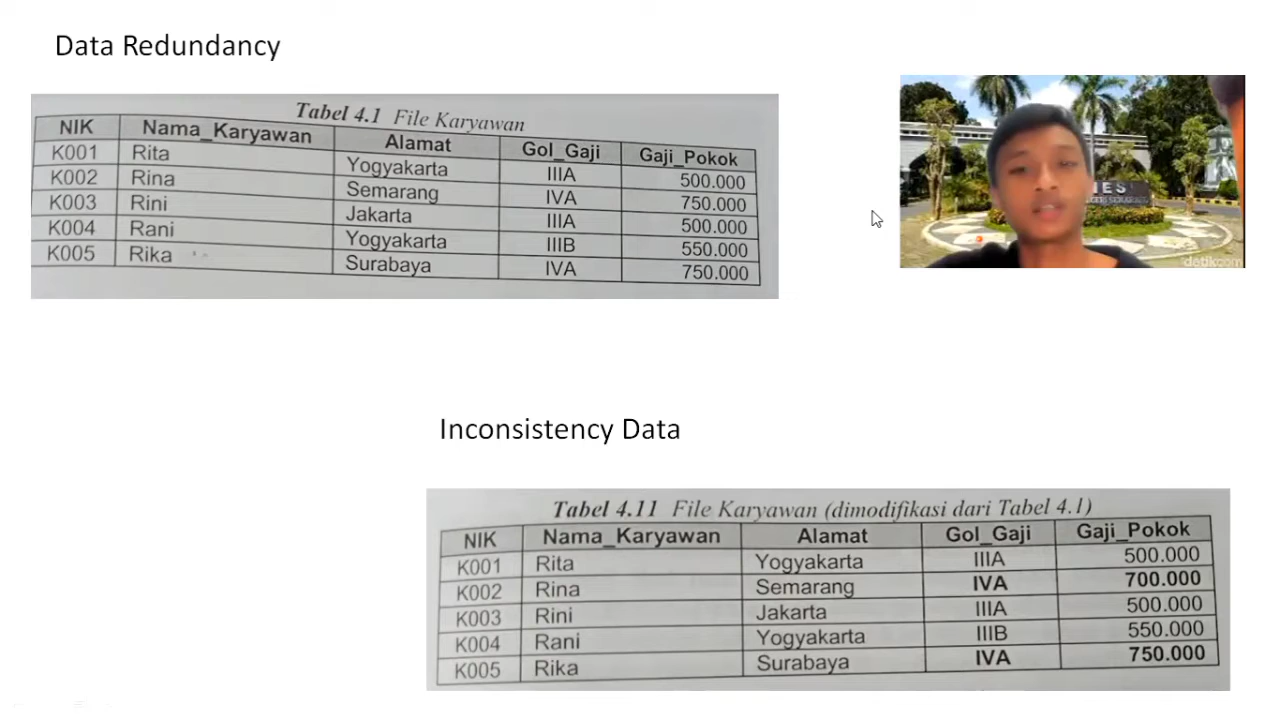 Data Redundancy
Tabel 4.1 File Karyawan
NIK Nama_Karyawan Alamat Gol_Gaji Gaji_Pokok
K001 Rita Yogyakarta IIIA 500.000
K002 Rina Semarang IVA 750.000
K003 Rini Jakarta IIIA 500.000
K004 Rani Yogyakarta IIIB 550.000
K005 Rika Surabaya IVA 750.000
detikcom
Inconsistency Data
Tabel 4.11 File Karyawan (dimodifikasi dari Tabel 4.1)
NIK Nama_Karyawan Alamat Gol_Gaji Gaji_Pokok
K001 Rita Yogyakarta IIIA 500.000
K002 Rina Semarang IVA 700.000
K003 Rini Jakarta IIIA 500.000
K004 Rani Yogyakarta IIIB 550.000
K005 Rika Surabaya IVA 750.000